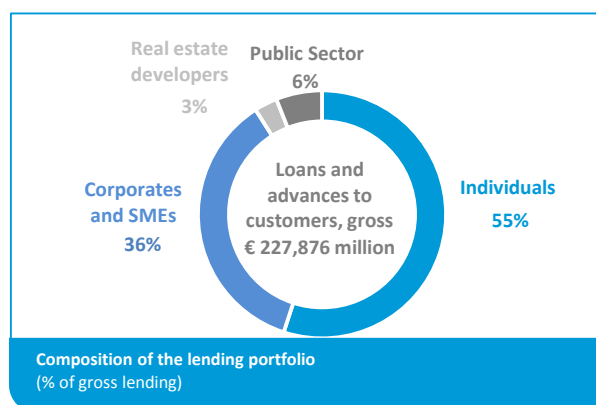 Real estate
developers
3%
Public Sector
6%
Corporates
and SMEs
36%
Loans and
advances to
customers, gross
€ 227,876 million
Individuals
55%
Composition of the lending portfolio
(% of gross lending)